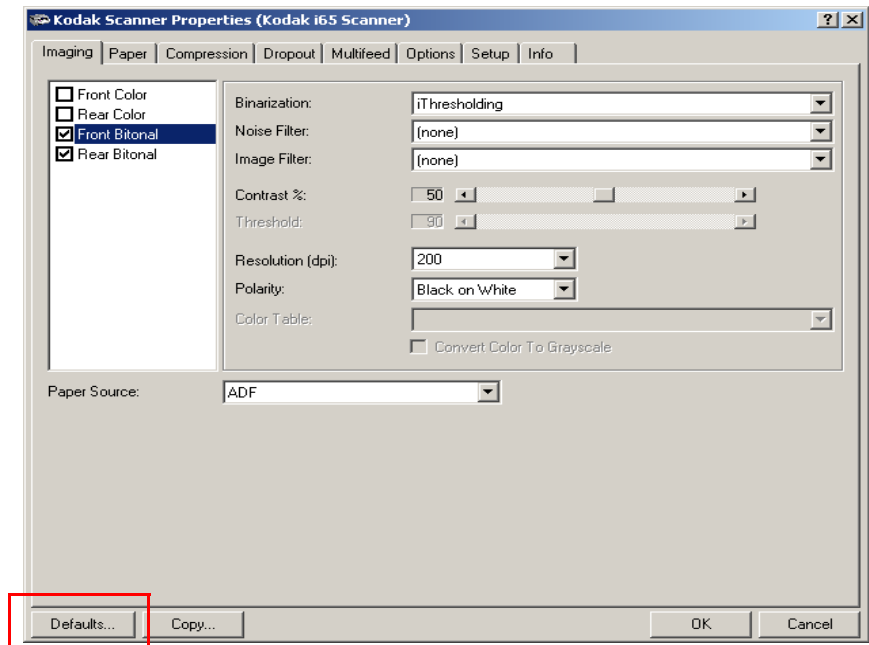 Kodak Scanner Properties (Kodak i65 Scanner)
Imaging Paper Compression Dropout Multifeed Options Setup Info
Front Color
Rear Color
Front Bitonal
Rear Bitonal
Binarization: iThresholding
Noise Filter: (none)
Image Filter: (none)
Contrast %: 50
Threshold: 90
Resolution (dpi): 200
Polarity: Black on White
Color Table:
Convert Color To Grayscale
Paper Source: ADF
Defaults... Copy... OK Cancel